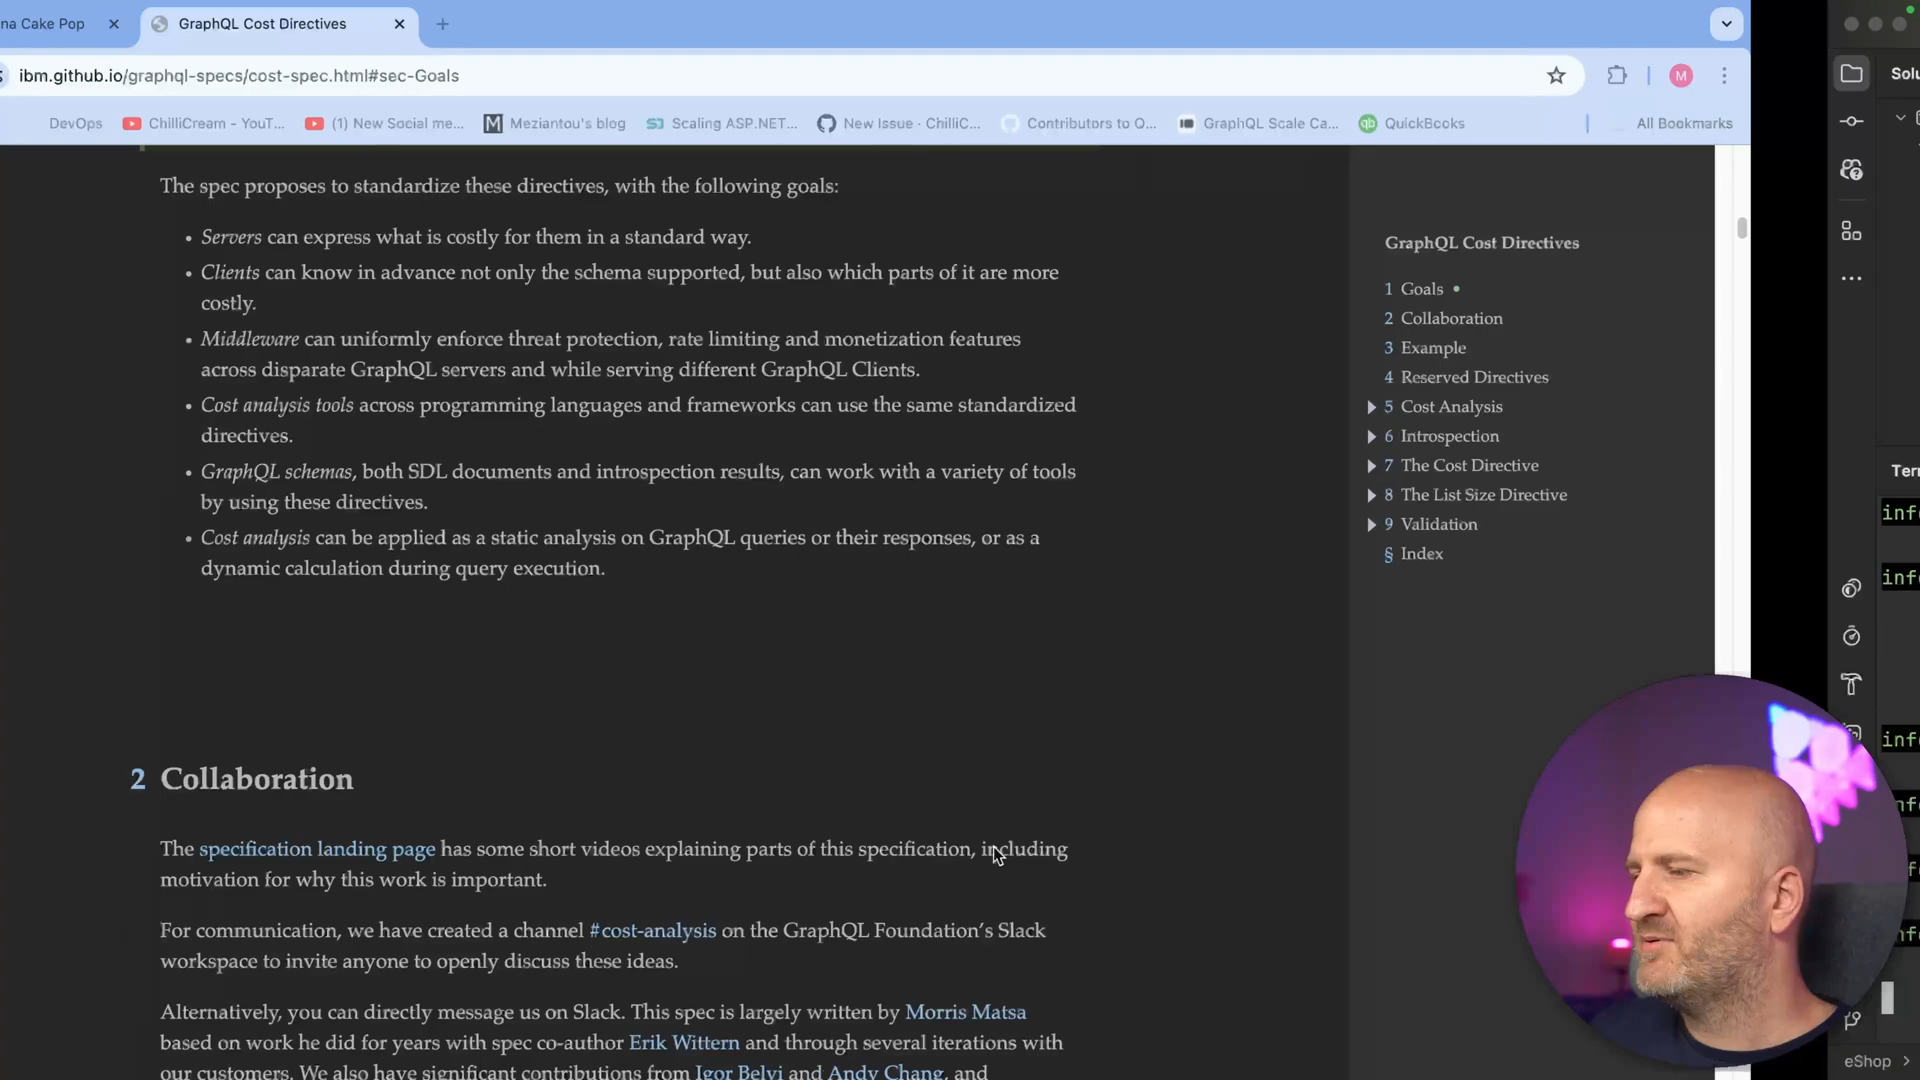 na Cake Pop
GraphQL Cost Directives
ibm.github.io/graphql-specs/cost-spec.html#sec-Goals
M
DevOps
ChilliCream - YouT...
(1) New Social me...
Meziantou's blog
Scaling ASP.NET...
New Issue · ChilliC...
Contributors to O...
GraphQL Scale Ca...
QuickBooks
All Bookmarks
The spec proposes to standardize these directives, with the following goals:
• Servers can express what is costly for them in a standard way.
• Clients can know in advance not only the schema supported, but also which parts of it are more
costly.
• Middleware can uniformly enforce threat protection, rate limiting and monetization features
across disparate GraphQL servers and while serving different GraphQL Clients.
• Cost analysis tools across programming languages and frameworks can use the same standardized
directives.
• GraphQL schemas, both SDL documents and introspection results, can work with a variety of tools
by using these directives.
• Cost analysis can be applied as a static analysis on GraphQL queries or their responses, or as a
dynamic calculation during query execution.
2 Collaboration
The specification landing page has some short videos explaining parts of this specification, including
motivation for why this work is important.
For communication, we have created a channel #cost-analysis on the GraphQL Foundation's Slack
workspace to invite anyone to openly discuss these ideas.
Alternatively, you can directly message us on Slack. This spec is largely written by Morris Matsa
based on work he did for years with spec co-author Erik Wittern and through several iterations with
our customers. We also have significant contributions from Igor Belyi and Andy Chang, and
GraphQL Cost Directives
1 Goals •
2 Collaboration
3 Example
4 Reserved Directives
5 Cost Analysis
6 Introspection
7 The Cost Directive
8 The List Size Directive
9 Validation
§ Index
Solu
Terr
info
info
info
nfo
fo
nfo
eShop